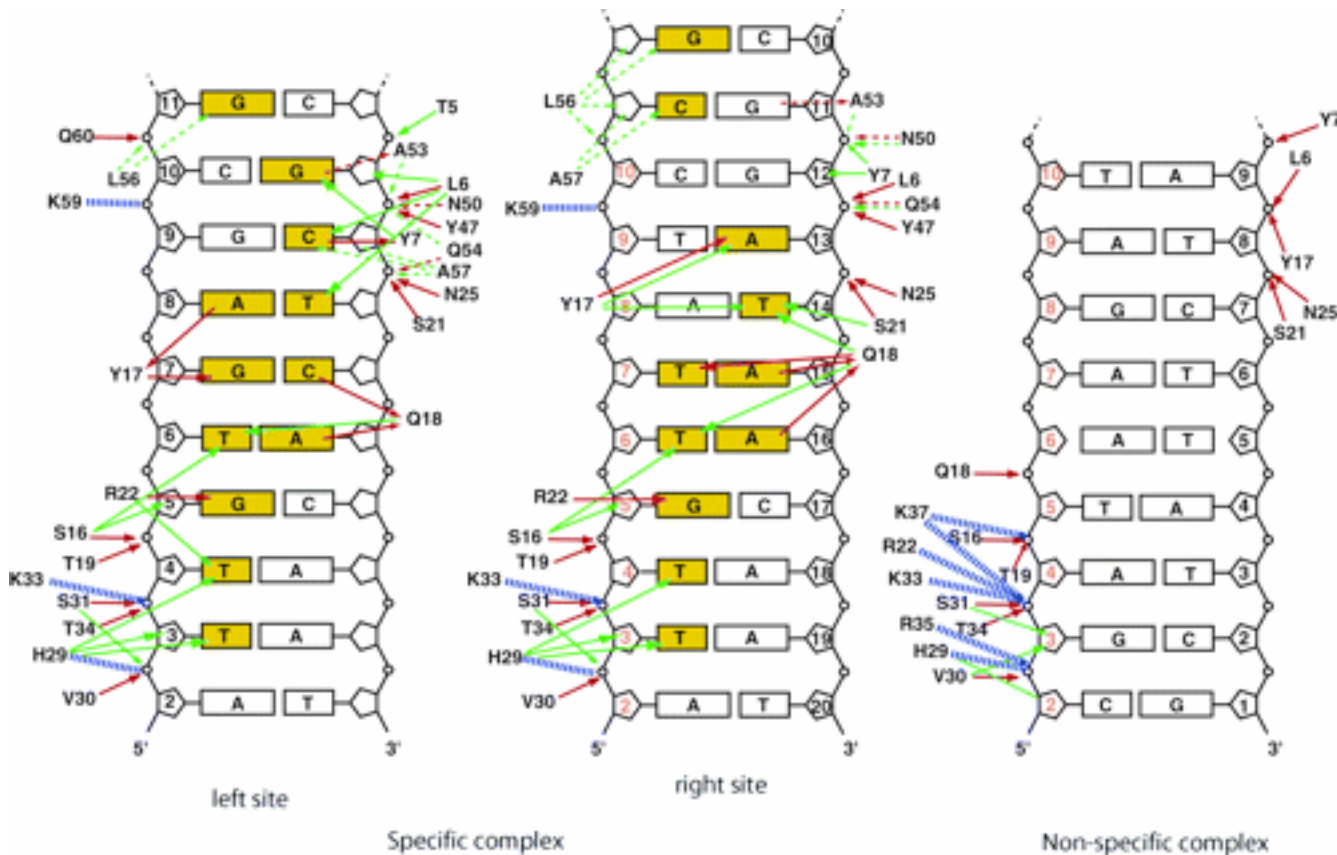 G C 10
L56 C G 11 A53
11 G C T5
Q60 N50 Y7
10 C G A53 10 C G 12 10 T A 9
L56 A57 Y7 L6
L6 L6
K59 N50 K59 Q54
Y47 Y47
9 G C Y7 9 T A 13 9 A T 8
Q54 Y17
A57
N25 N25 N25
8 A T Y17 8 A T 14 8 G C 7
S21 S21 S21
Q18
Y17 7 G C 7 T A 15 7 A T 6
Q18
6 T A 6 T A 16 6 A T 5
Q18
R22 R22
5 G C 5 G C 17 5 T A 4
K37
S16 S16 S16
T19 T19 R22
4 T A 4 T A 18 T19 4 A T 3
K33 K33 K33
S31 S31 S31
T34 T34 T34
R35
3 T A 3 T A 19 3 G C 2
H29 H29 H29
V30 V30 V30
2 A T 2 A T 20 2 C G 1
5' 3' 5' 3' 5' 3'
left site right site
Specific complex Non-specific complex